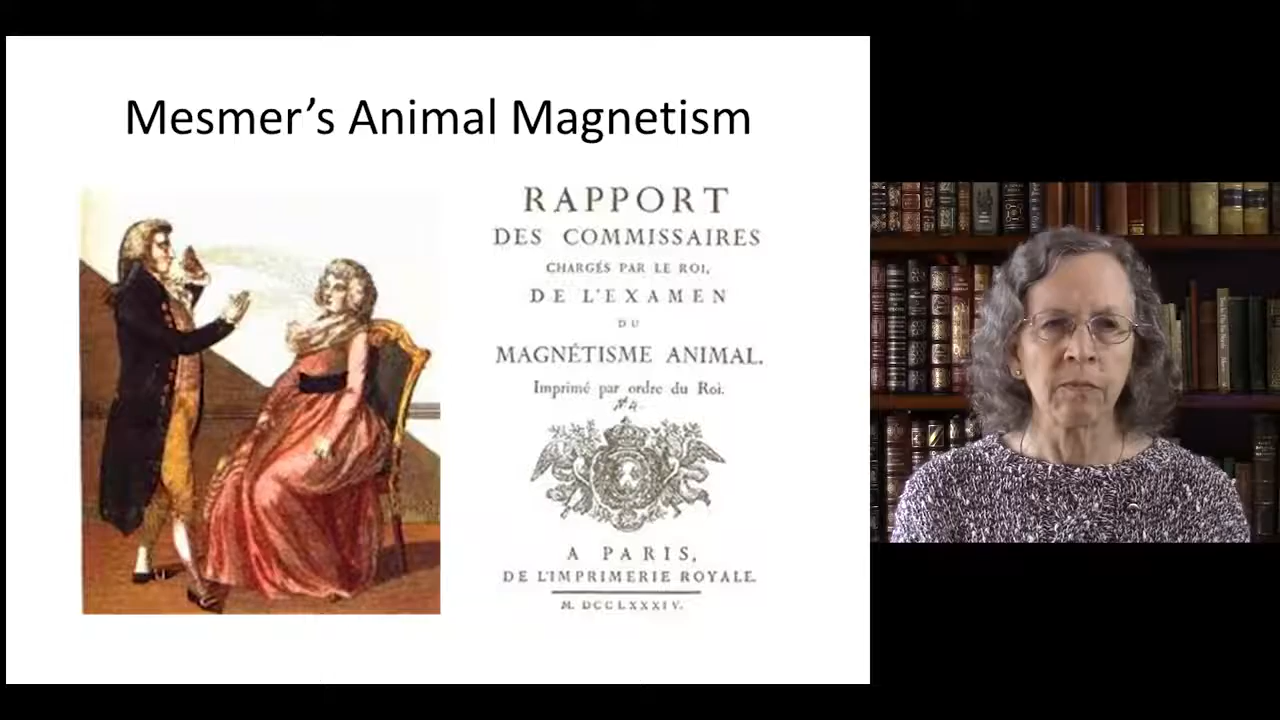 Mesmer’s Animal Magnetism
RAPPORT
DES COMMISSAIRES
CHARGÉS PAR LE ROI,
DE L'EXAMEN
DU
MAGNÉTISME ANIMAL.
Imprimé par ordre du Roi.
N° 4.
A PARIS,
DE L'IMPRIMERIE ROYALE.
M. DCCLXXXIV.